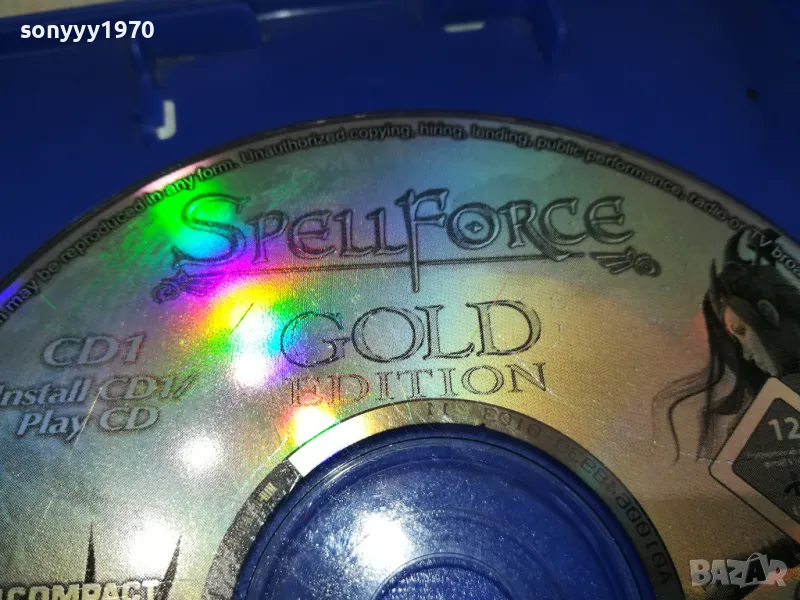 sonyyy1970
may be reproduced in any form. Unauthorized copying, hiring, lending, public performance, radio or TV broa
SPELLFORCE
GOLD
EDITION
CD1
Install CD1/
Play CD
12
COMPACT
BAZAR